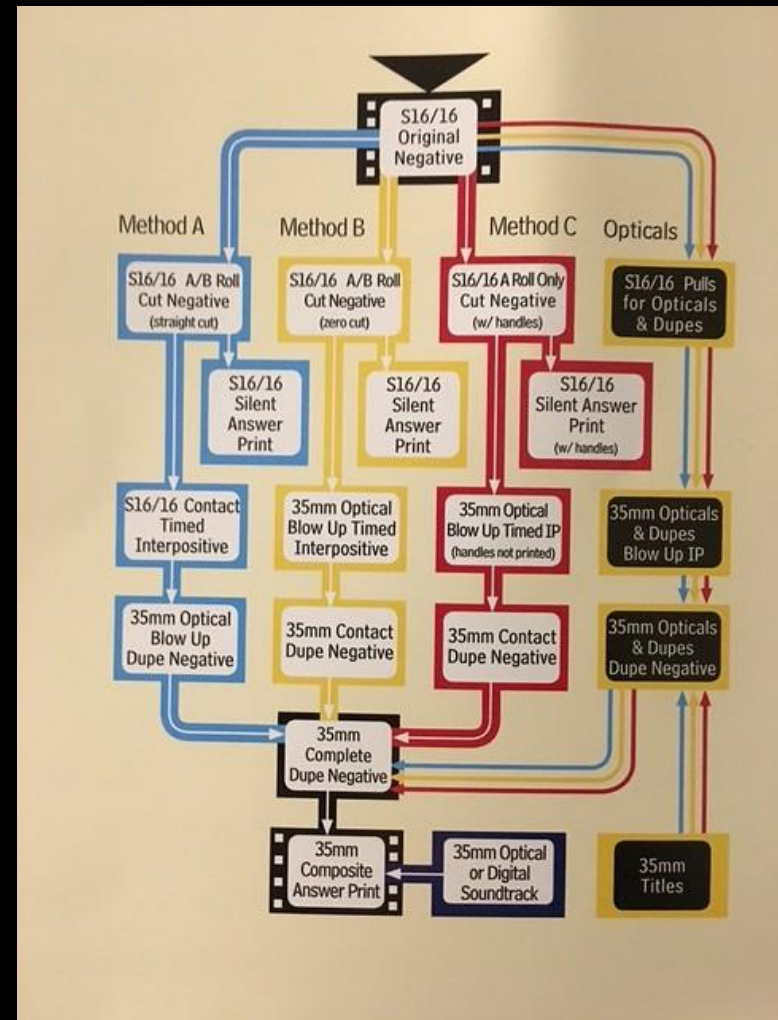 S16/16
Original
Negative
Method A
Method B
Method C
Opticals
S16/16 A/B Roll
Cut Negative
(straight cut)
S16/16 A/B Roll
Cut Negative
(zero cut)
S16/16 A Roll Only
Cut Negative
(w/ handles)
S16/16 Pulls
for Opticals
& Dupes
S16/16
Silent
Answer
Print
S16/16
Silent
Answer
Print
S16/16
Silent Answer
Print
(w/ handles)
S16/16 Contact
Timed
Interpositive
35mm Optical
Blow Up Timed
Interpositive
35mm Optical
Blow Up Timed IP
(handles not printed)
35mm Opticals
& Dupes
Blow Up IP
35mm Optical
Blow Up
Dupe Negative
35mm Contact
Dupe Negative
35mm Contact
Dupe Negative
35mm Opticals
& Dupes
Dupe Negative
35mm
Complete
Dupe Negative
35mm
Composite
Answer Print
35mm Optical
or Digital
Soundtrack
35mm
Titles